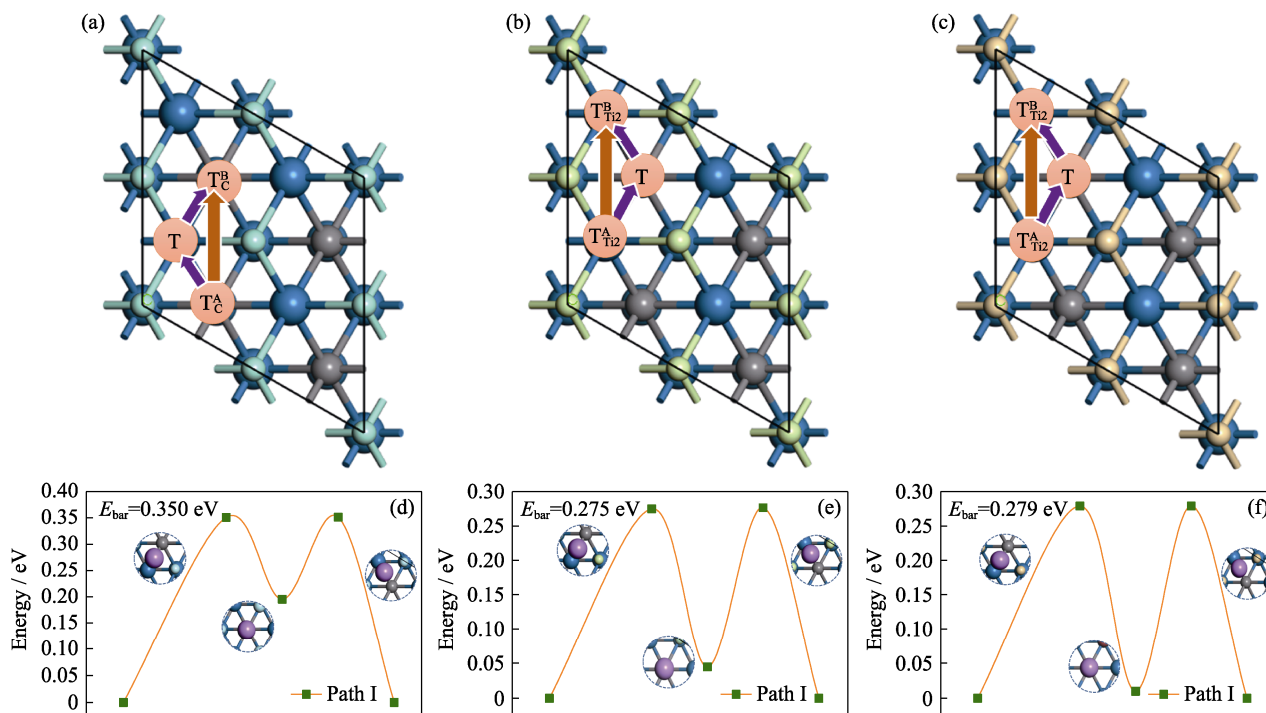 (a)
T_C^B
T
T_C^A
(b)
T_Ti2^B
T
T_Ti2^A
(c)
T_Ti2^B
T
T_Ti2^A
(d)
E_bar=0.350 eV
Energy / eV
0.40
0.35
0.30
0.25
0.20
0.15
0.10
0.05
0
Path I
(e)
E_bar=0.275 eV
Energy / eV
0.30
0.25
0.20
0.15
0.10
0.05
0
Path I
(f)
E_bar=0.279 eV
Energy / eV
0.30
0.25
0.20
0.15
0.10
0.05
0
Path I